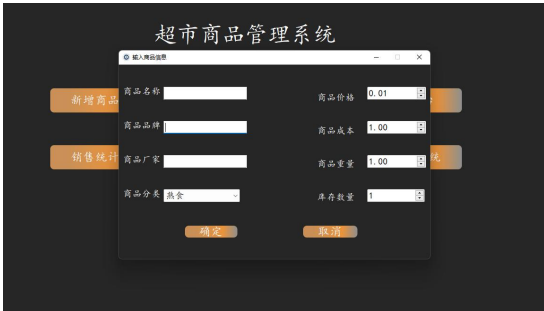 超市商品管理系统
输入商品信息
新增商品
商品名称
商品价格 0.01
商品品牌
商品成本 1.00
销售统计
商品厂家
商品重量 1.00
统
商品分类 熟食
库存数量 1
确定 取消